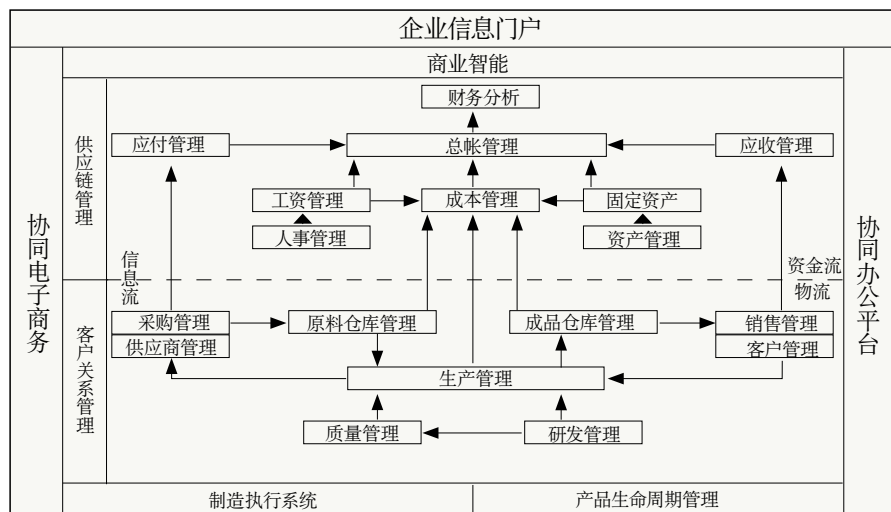 企业信息门户
商业智能
财务分析
应付管理
总帐管理
应收管理
供应链管理
工资管理
成本管理
固定资产
人事管理
资产管理
协同电子商务
协同办公平台
信息流
资金流
物流
客户关系管理
采购管理
原料仓库管理
成品仓库管理
销售管理
供应商管理
客户管理
生产管理
质量管理
研发管理
制造执行系统
产品生命周期管理